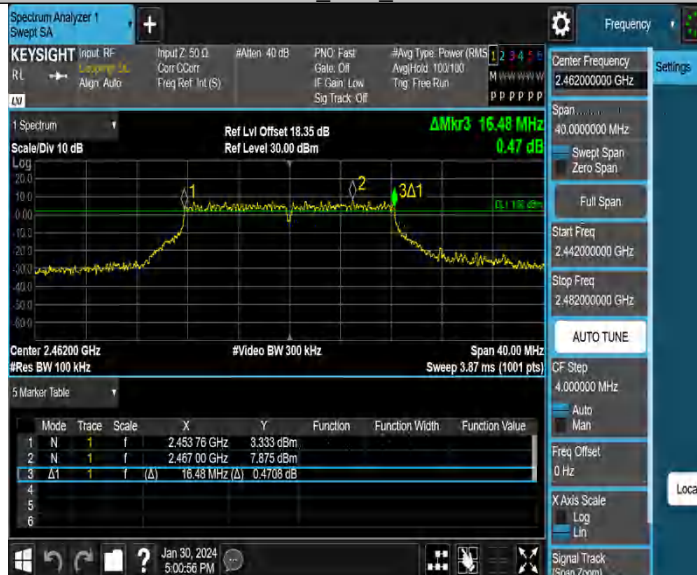 Spectrum Analyzer 1
Swept SA
Frequency
KEYSIGHT
RL
Input: RF
Coupling: DC
Align: Auto
Input Z: 50 Ω
Corr CCorr
Freq Ref: Int (S)
#Atten: 40 dB
PNO: Fast
Gate: Off
IF Gain: Low
Sig Track: Off
#Avg Type: Power (RMS)
Avg|Hold: 100/100
Trig: Free Run
1 2 3 4 5 6
M W W W W W
P P P P P P
Center Frequency
2.462000000 GHz
Settings
Span
40.0000000 MHz
Swept Span
Zero Span
Full Span
Start Freq
2.442000000 GHz
Stop Freq
2.482000000 GHz
AUTO TUNE
CF Step
4.000000 MHz
Auto
Man
Freq Offset
0 Hz
X Axis Scale
Log
Lin
Signal Track
(Span Zoom)
Local
1 Spectrum
Scale/Div 10 dB
Ref Lvl Offset 18.35 dB
Ref Level 30.00 dBm
ΔMkr3 16.48 MHz
0.47 dB
Log
20.0
10.0
0.00
-10.0
-20.0
-30.0
-40.0
-50.0
-60.0
1
2
3Δ1
Center 2.46200 GHz
#Res BW 100 kHz
#Video BW 300 kHz
Span 40.00 MHz
Sweep 3.87 ms (1001 pts)
5 Marker Table
Mode Trace Scale X Y Function Function Width Function Value
1 N 1 f 2.453 76 GHz 3.333 dBm
2 N 1 f 2.467 00 GHz 7.875 dBm
3 Δ1 1 f (Δ) 16.48 MHz (Δ) 0.4708 dB
4
5
6
?
Jan 30, 2024
5:00:56 PM